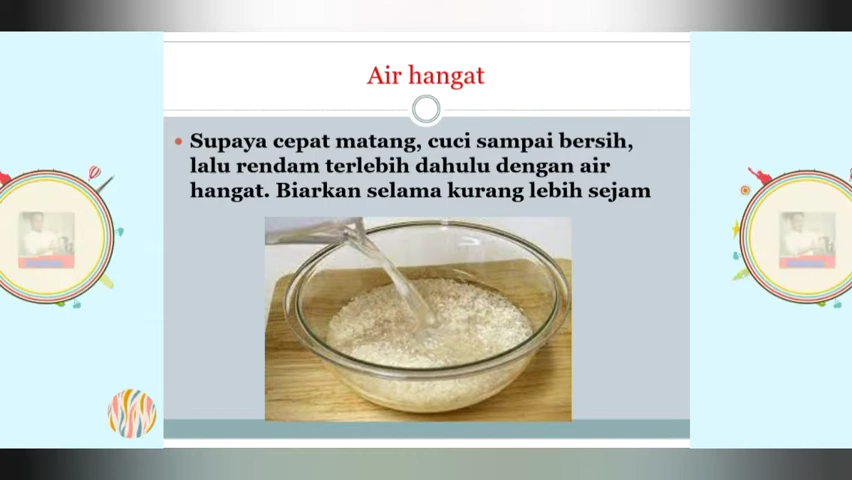 Air hangat
Supaya cepat matang, cuci sampai bersih,
lalu rendam terlebih dahulu dengan air
hangat. Biarkan selama kurang lebih sejam